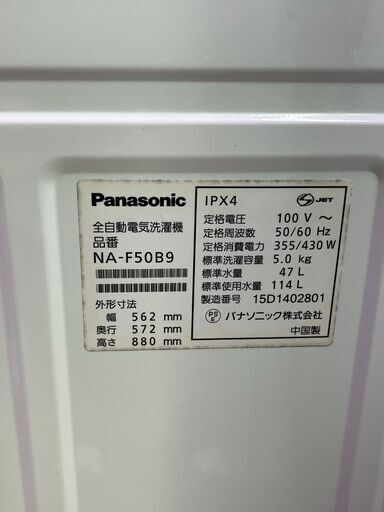 Panasonic
全自動電気洗濯機
品番
NA-F50B9
外形寸法
幅 562 mm
奥行 572 mm
高さ 880 mm
IPX4
S JET
定格電圧 100 V ～
定格周波数 50/60 Hz
定格消費電力 355/430 W
標準洗濯容量 5.0 kg
標準水量 47 L
標準使用水量 114 L
製造番号 15D1402801
PS E パナソニック株式会社
中国製